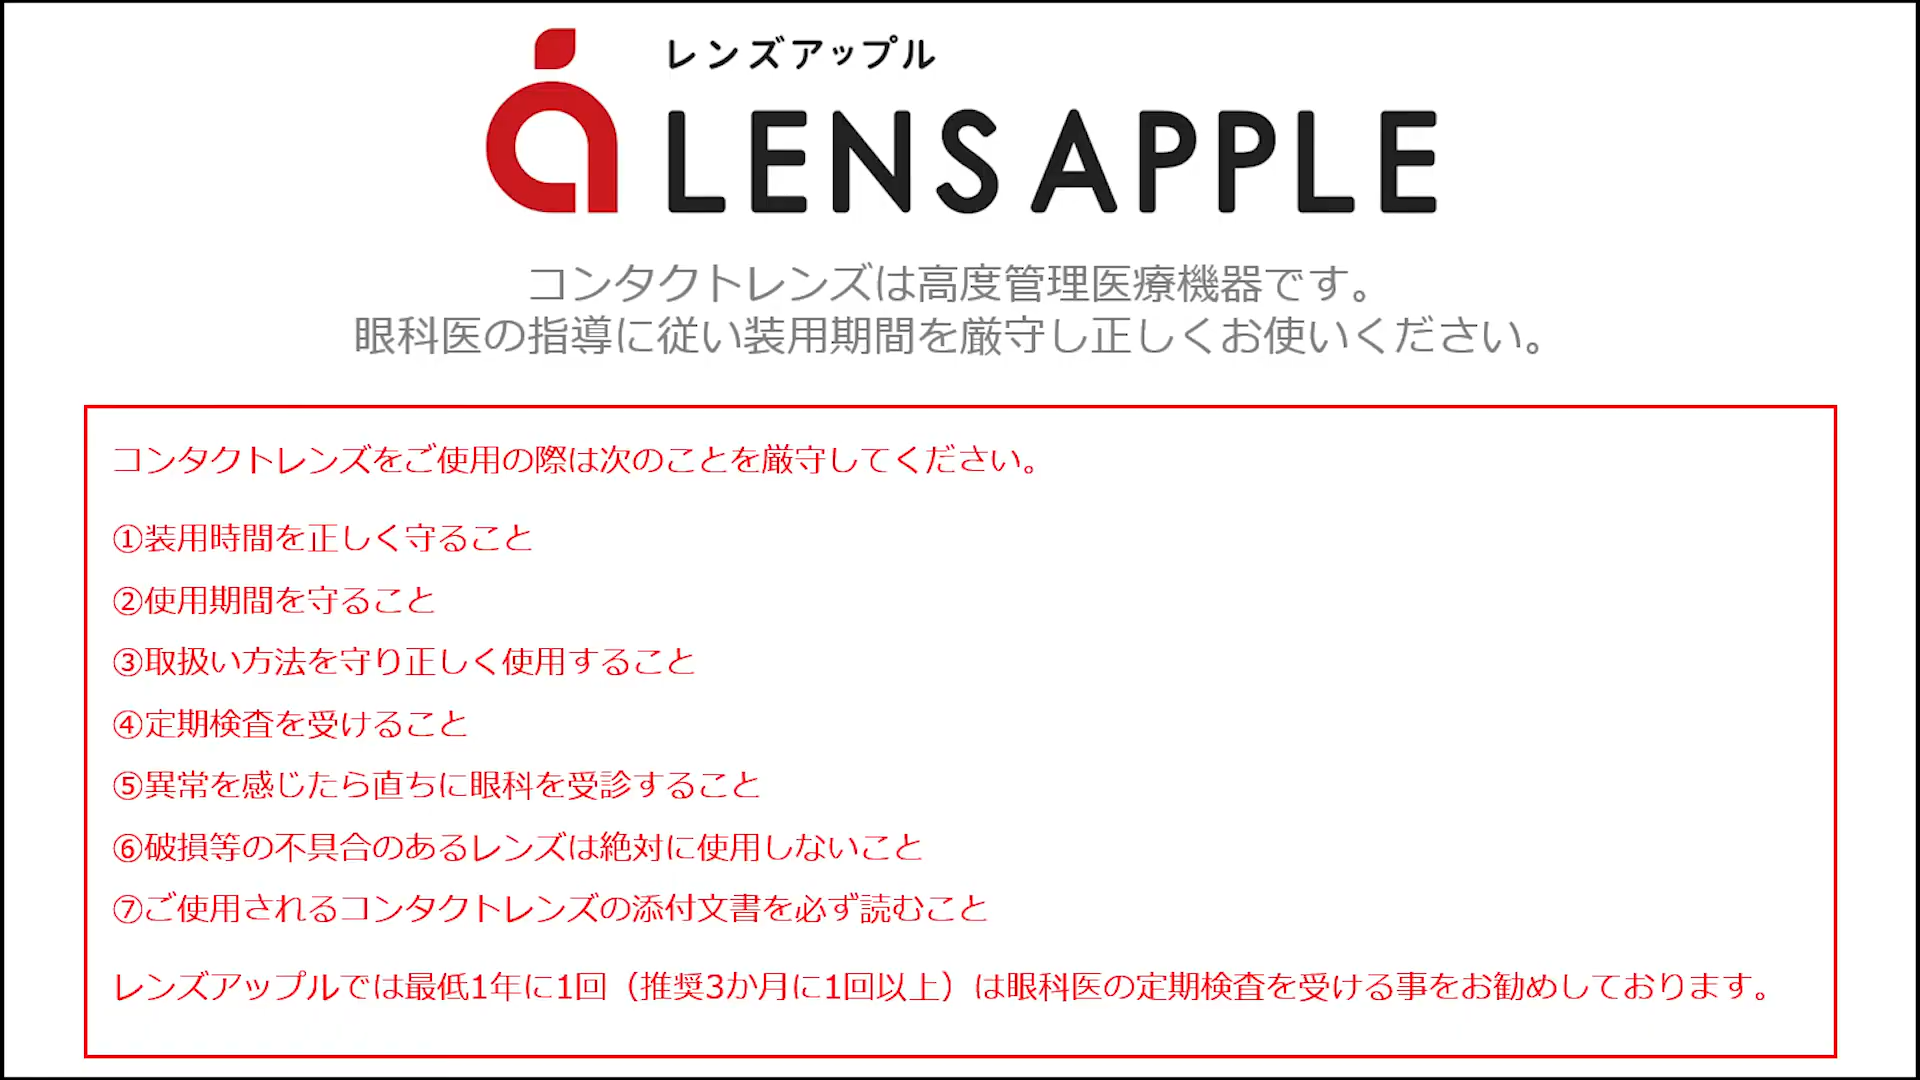 レンズアップル
LENS APPLE
コンタクトレンズは高度管理医療機器です。
眼科医の指導に従い装用期間を厳守し正しくお使いください。
コンタクトレンズをご使用の際は次のことを厳守してください。
①装用時間を正しく守ること
②使用期間を守ること
③取扱い方法を守り正しく使用すること
④定期検査を受けること
⑤異常を感じたら直ちに眼科を受診すること
⑥破損等の不具合のあるレンズは絶対に使用しないこと
⑦ご使用されるコンタクトレンズの添付文書を必ず読むこと
レンズアップルでは最低1年に1回（推奨3か月に1回以上）は眼科医の定期検査を受ける事をお勧めしております。